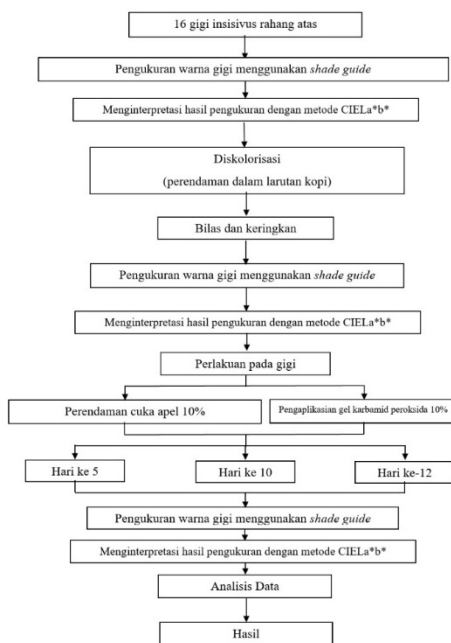 16 gigi insisivus rahang atas
Pengukuran warna gigi menggunakan shade guide
Menginterpretasi hasil pengukuran dengan metode CIELa*b*
Diskolorisasi
(perendaman dalam larutan kopi)
Bilas dan keringkan
Pengukuran warna gigi menggunakan shade guide
Menginterpretasi hasil pengukuran dengan metode CIELa*b*
Perlakuan pada gigi
Perendaman cuka apel 10%
Pengaplikasian gel karbamid peroksida 10%
Hari ke 5
Hari ke 10
Hari ke-12
Pengukuran warna gigi menggunakan shade guide
Menginterpretasi hasil pengukuran dengan metode CIELa*b*
Analisis Data
Hasil